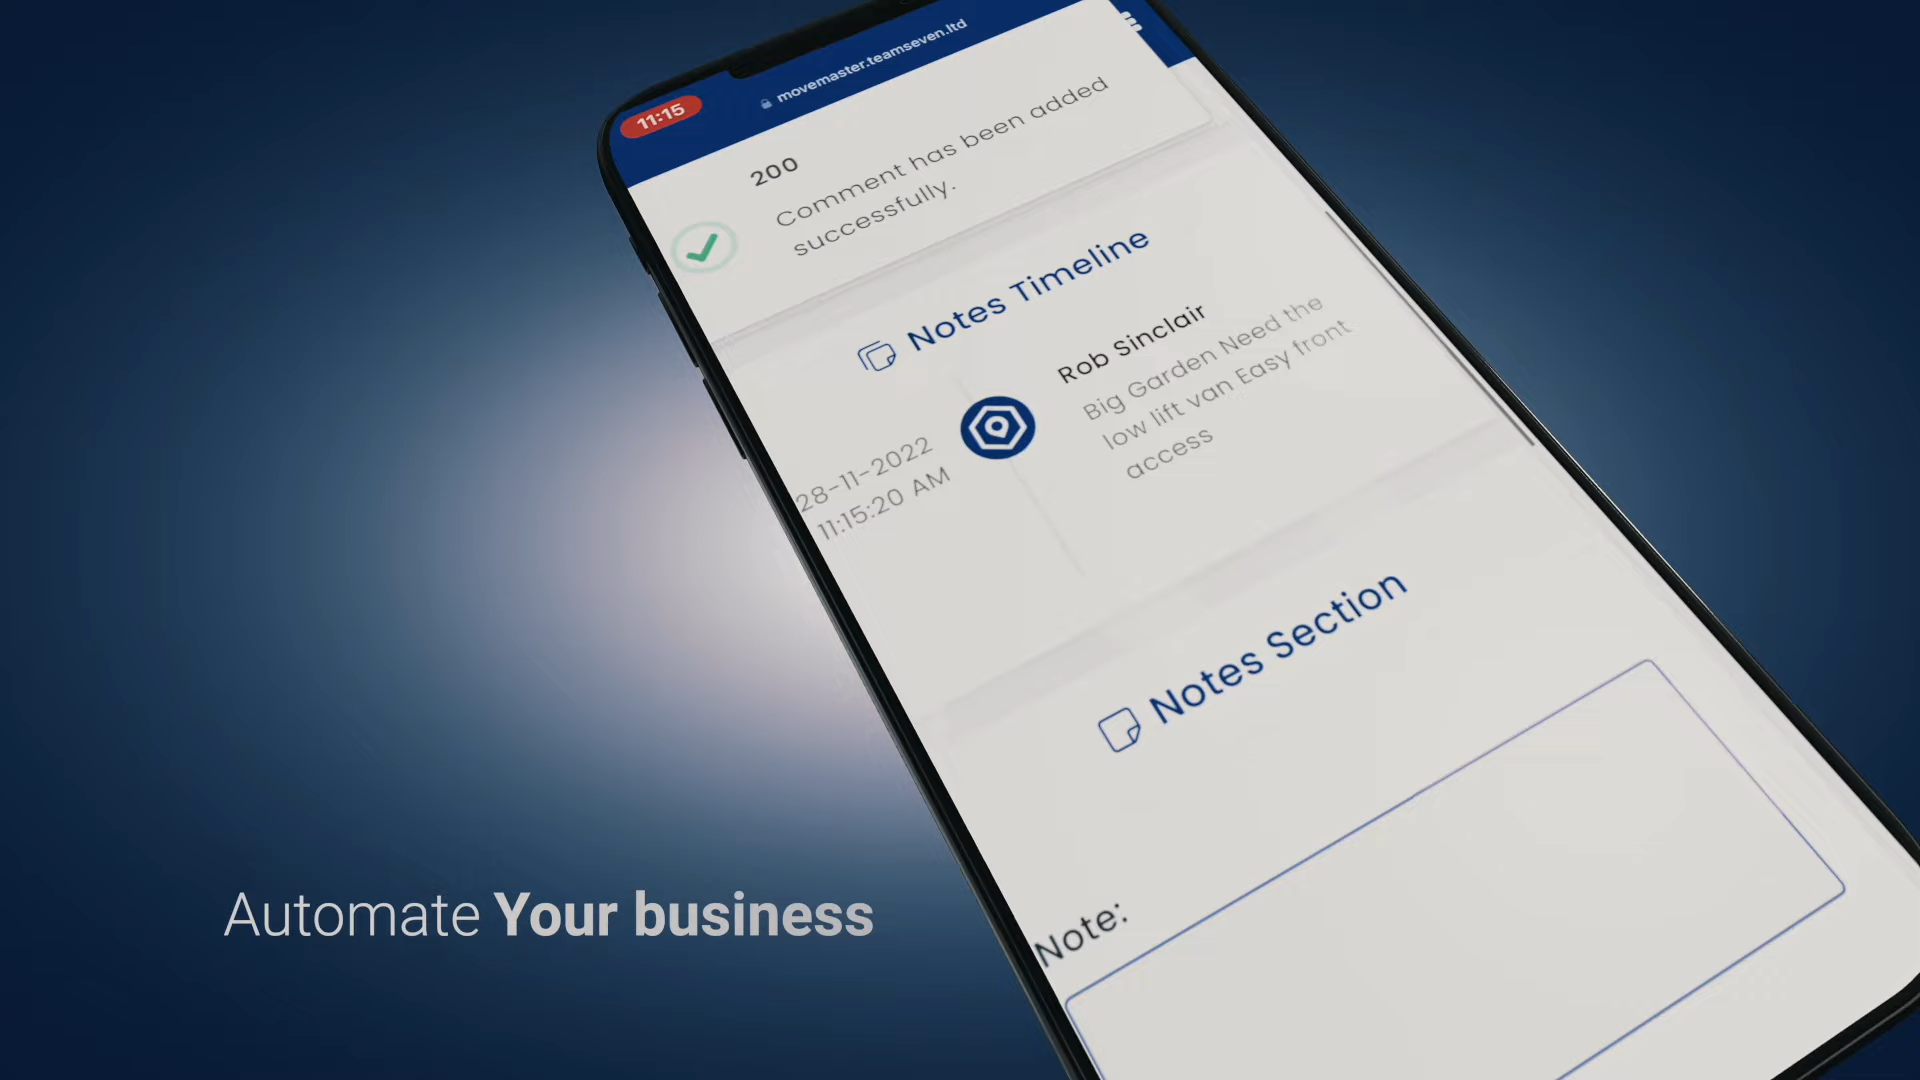 11:15
movemaster.teamseven.ltd
200
Comment has been added
successfully.
Notes Timeline
Rob Sinclair
Big Garden Need the
low lift van Easy front
access
28-11-2022
11:15:20 AM
Notes Section
Note:
Automate Your business